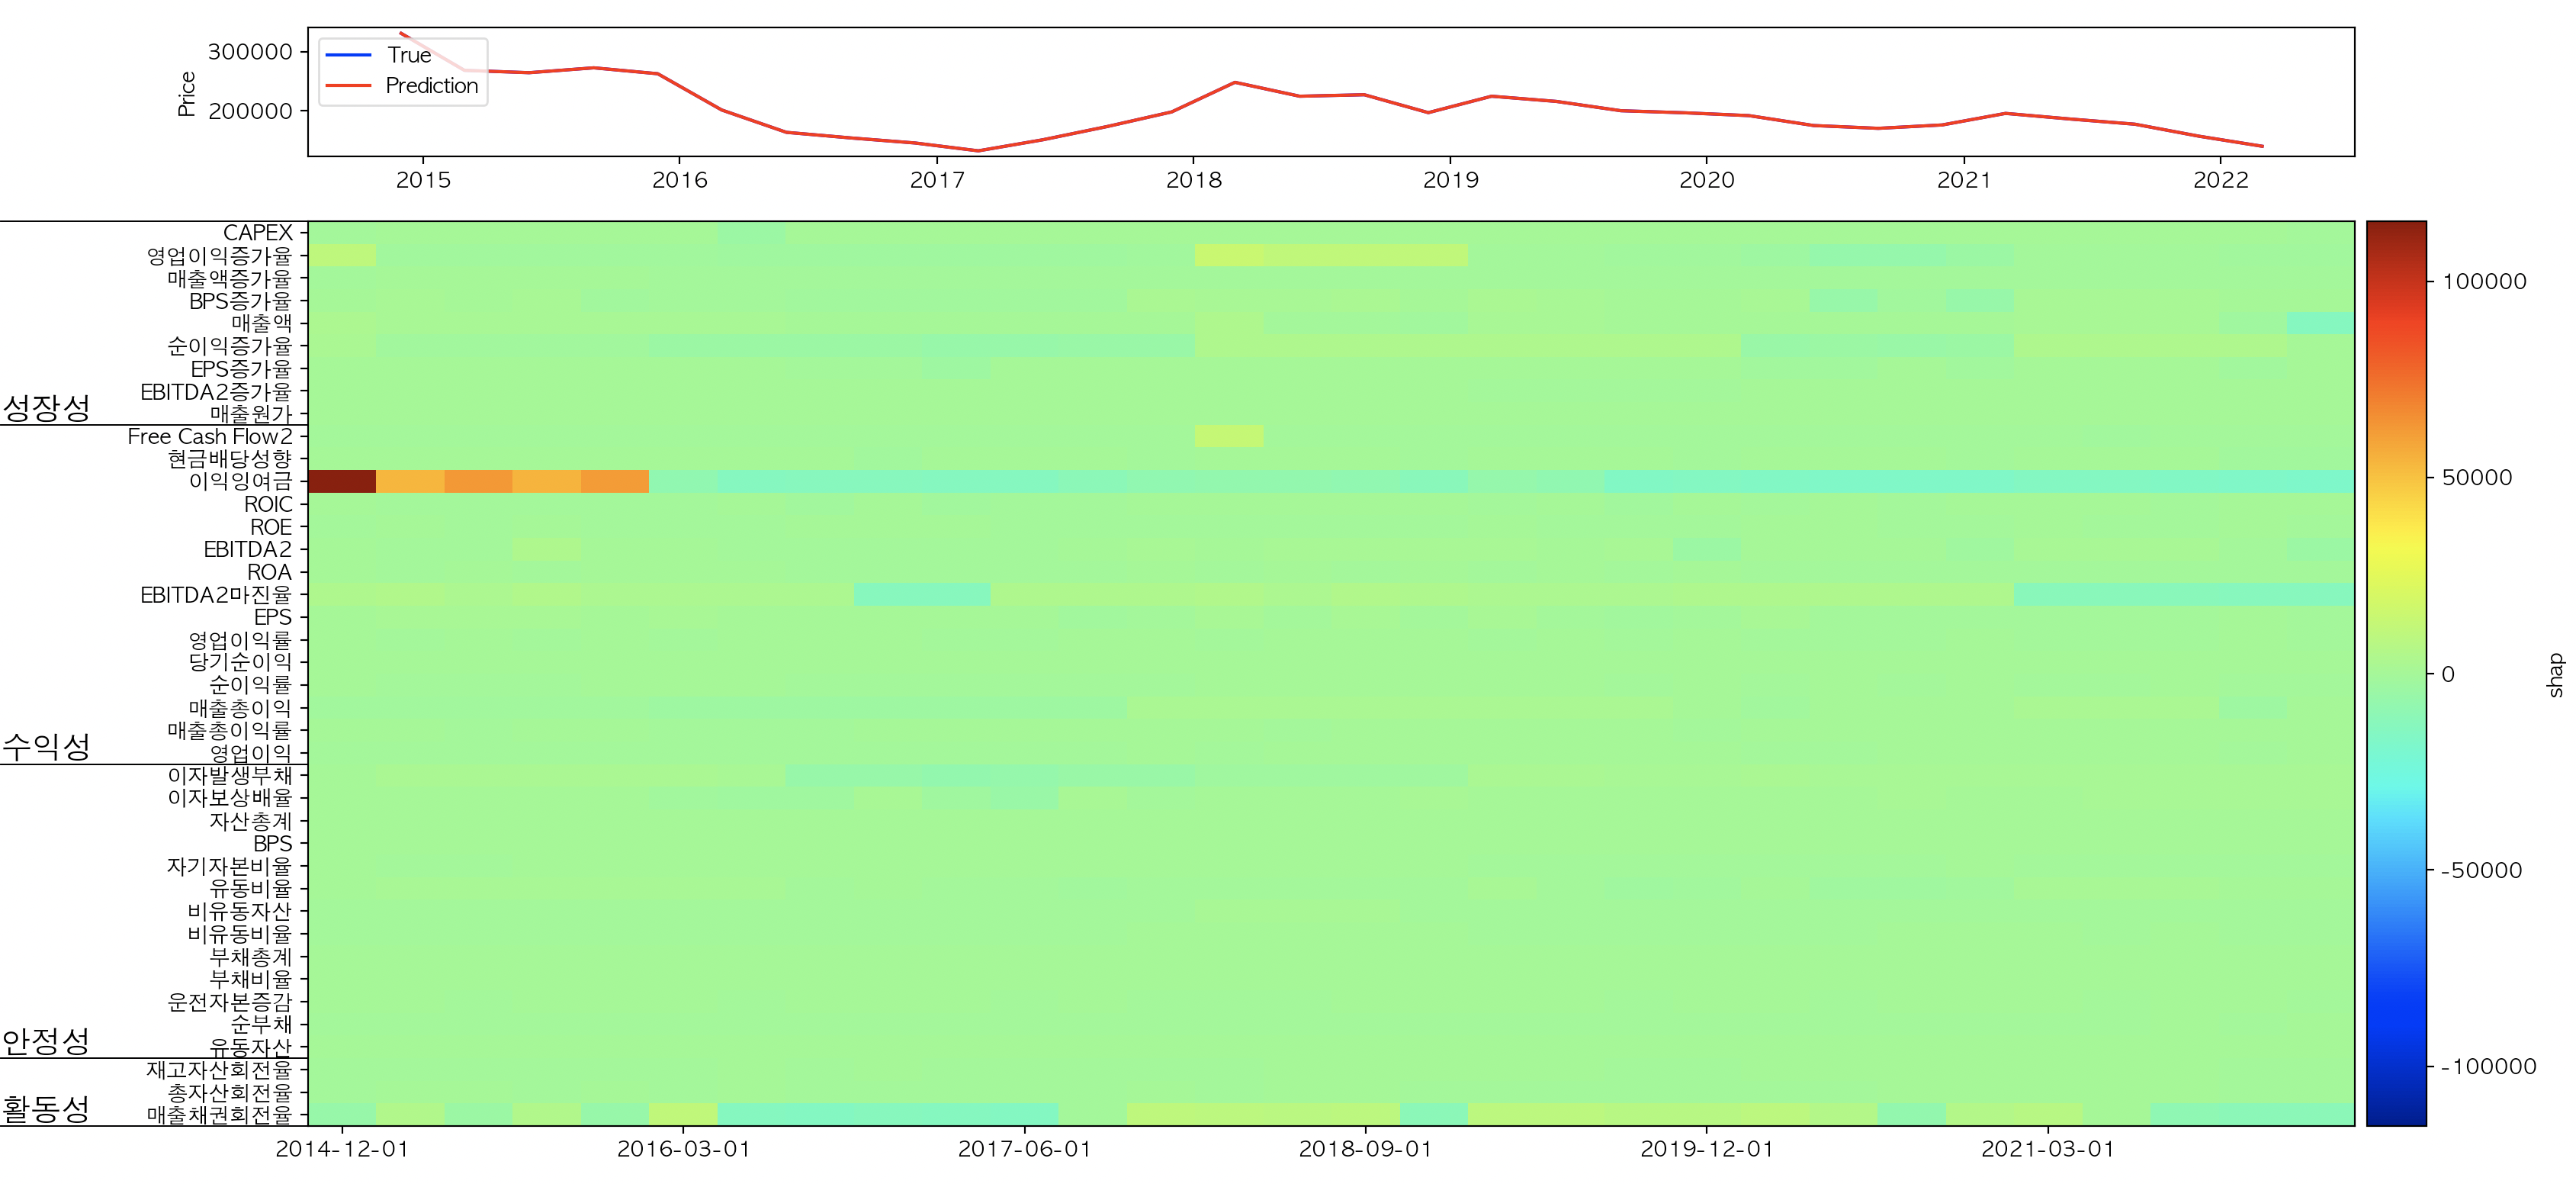 300000
200000
Price
True
Prediction
2015 2016 2017 2018 2019 2020 2021 2022
CAPEX
영업이익증가율
매출액증가율
BPS증가율
매출액
순이익증가율
EPS증가율
EBITDA2증가율
매출원가
성장성
Free Cash Flow2
현금배당성향
이익잉여금
ROIC
ROE
EBITDA2
ROA
EBITDA2마진율
EPS
영업이익률
당기순이익
순이익률
매출총이익
매출총이익률
영업이익
수익성
이자발생부채
이자보상배율
자산총계
BPS
자기자본비율
유동비율
비유동자산
비유동비율
부채총계
부채비율
운전자본증감
순부채
유동자산
안정성
재고자산회전율
총자산회전율
매출채권회전율
활동성
2014-12-01 2016-03-01 2017-06-01 2018-09-01 2019-12-01 2021-03-01
100000
50000
0
-50000
-100000
shap